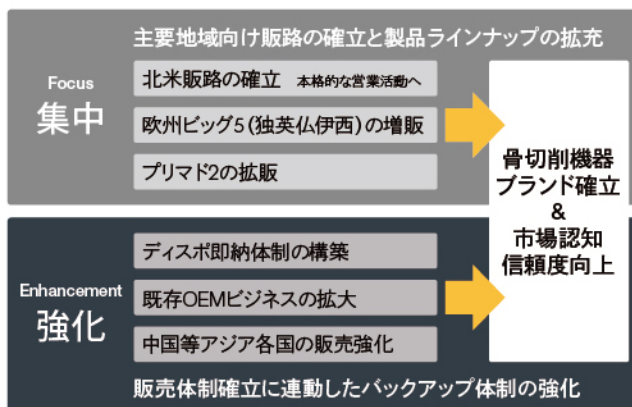 主要地域向け販路の確立と製品ラインナップの拡充
Focus
集中
北米販路の確立 本格的な営業活動へ
欧州ビッグ5(独英仏伊西)の増販
プリマド2の拡販
骨切削機器
ブランド確立
&
市場認知
信頼度向上
Enhancement
強化
ディスポ即納体制の構築
既存OEMビジネスの拡大
中国等アジア各国の販売強化
販売体制確立に連動したバックアップ体制の強化